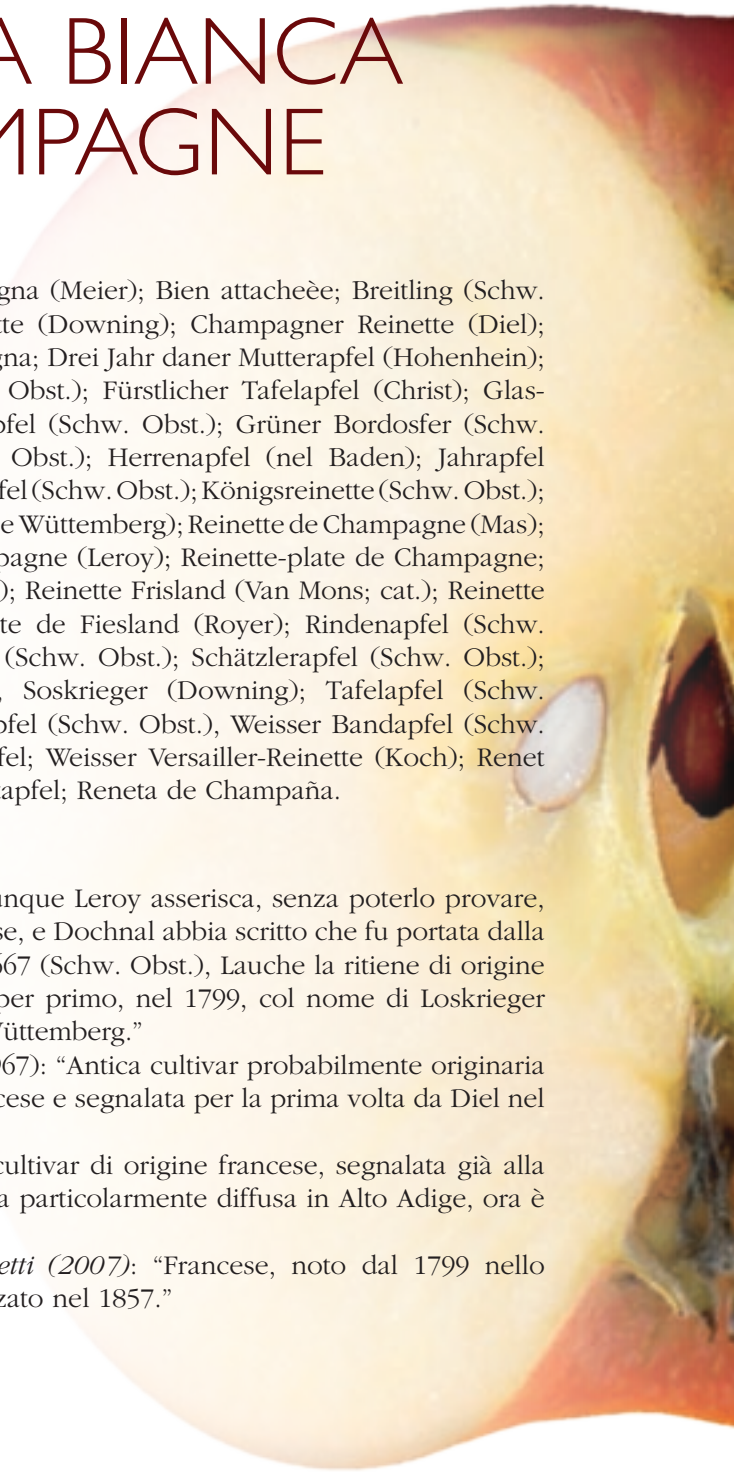 A BIANCA
MPAGNE
gna (Meier); Bien attacheèe; Breitling (Schw.
tte (Downing); Champagner Reinette (Diel);
gna; Drei Jahr daner Mutterapfel (Hohenhein);
Obst.); Fürstlicher Tafelapfel (Christ); Glas-
pfel (Schw. Obst.); Grüner Bordosfer (Schw.
Obst.); Herrenapfel (nel Baden); Jahrapfel
fel (Schw. Obst.); Königsreinette (Schw. Obst.);
e Wüttemberg); Reinette de Champagne (Mas);
pagne (Leroy); Reinette-plate de Champagne;
); Reinette Frisland (Van Mons; cat.); Reinette
te de Fiesland (Royer); Rindenapfel (Schw.
(Schw. Obst.); Schätzlerapfel (Schw. Obst.);
, Soskrieger (Downing); Tafelapfel (Schw.
pfel (Schw. Obst.), Weisser Bandapfel (Schw.
fel; Weisser Versailler-Reinette (Koch); Renet
tapfel; Reneta de Champaña.
unque Leroy asserisca, senza poterlo provare,
se, e Dochnal abbia scritto che fu portata dalla
667 (Schw. Obst.), Lauche la ritiene di origine
per primo, nel 1799, col nome di Loskrieger
Vüttemberg.”
967): “Antica cultivar probabilmente originaria
cese e segnalata per la prima volta da Diel nel
cultivar di origine francese, segnalata già alla
a particolarmente diffusa in Alto Adige, ora è
etti (2007): “Francese, noto dal 1799 nello
zato nel 1857.”